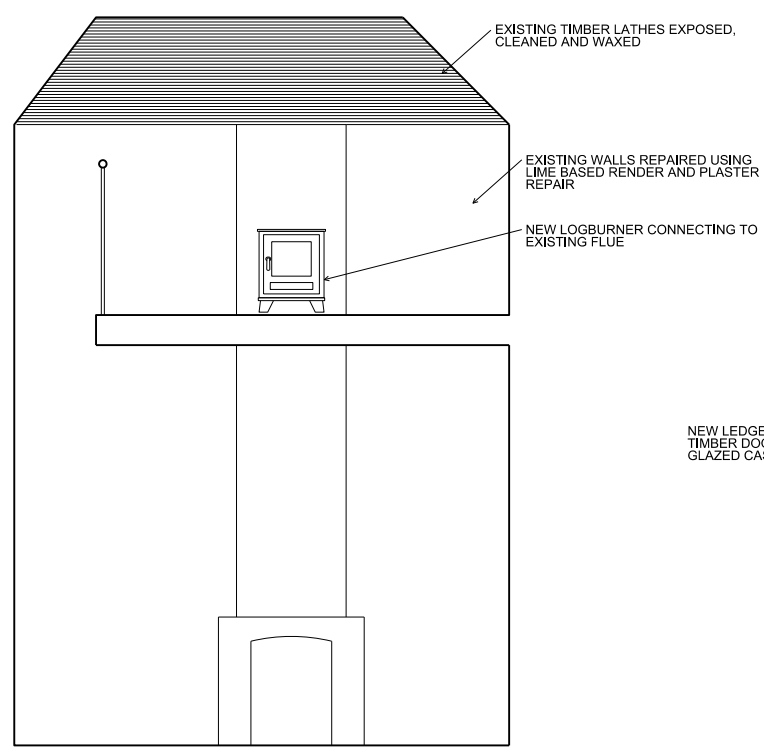 EXISTING TIMBER LATHES EXPOSED,
CLEANED AND WAXED
EXISTING WALLS REPAIRED USING
LIME BASED RENDER AND PLASTER
REPAIR
NEW LOGBURNER CONNECTING TO
EXISTING FLUE
NEW LEDGE
TIMBER DOO
GLAZED CAS